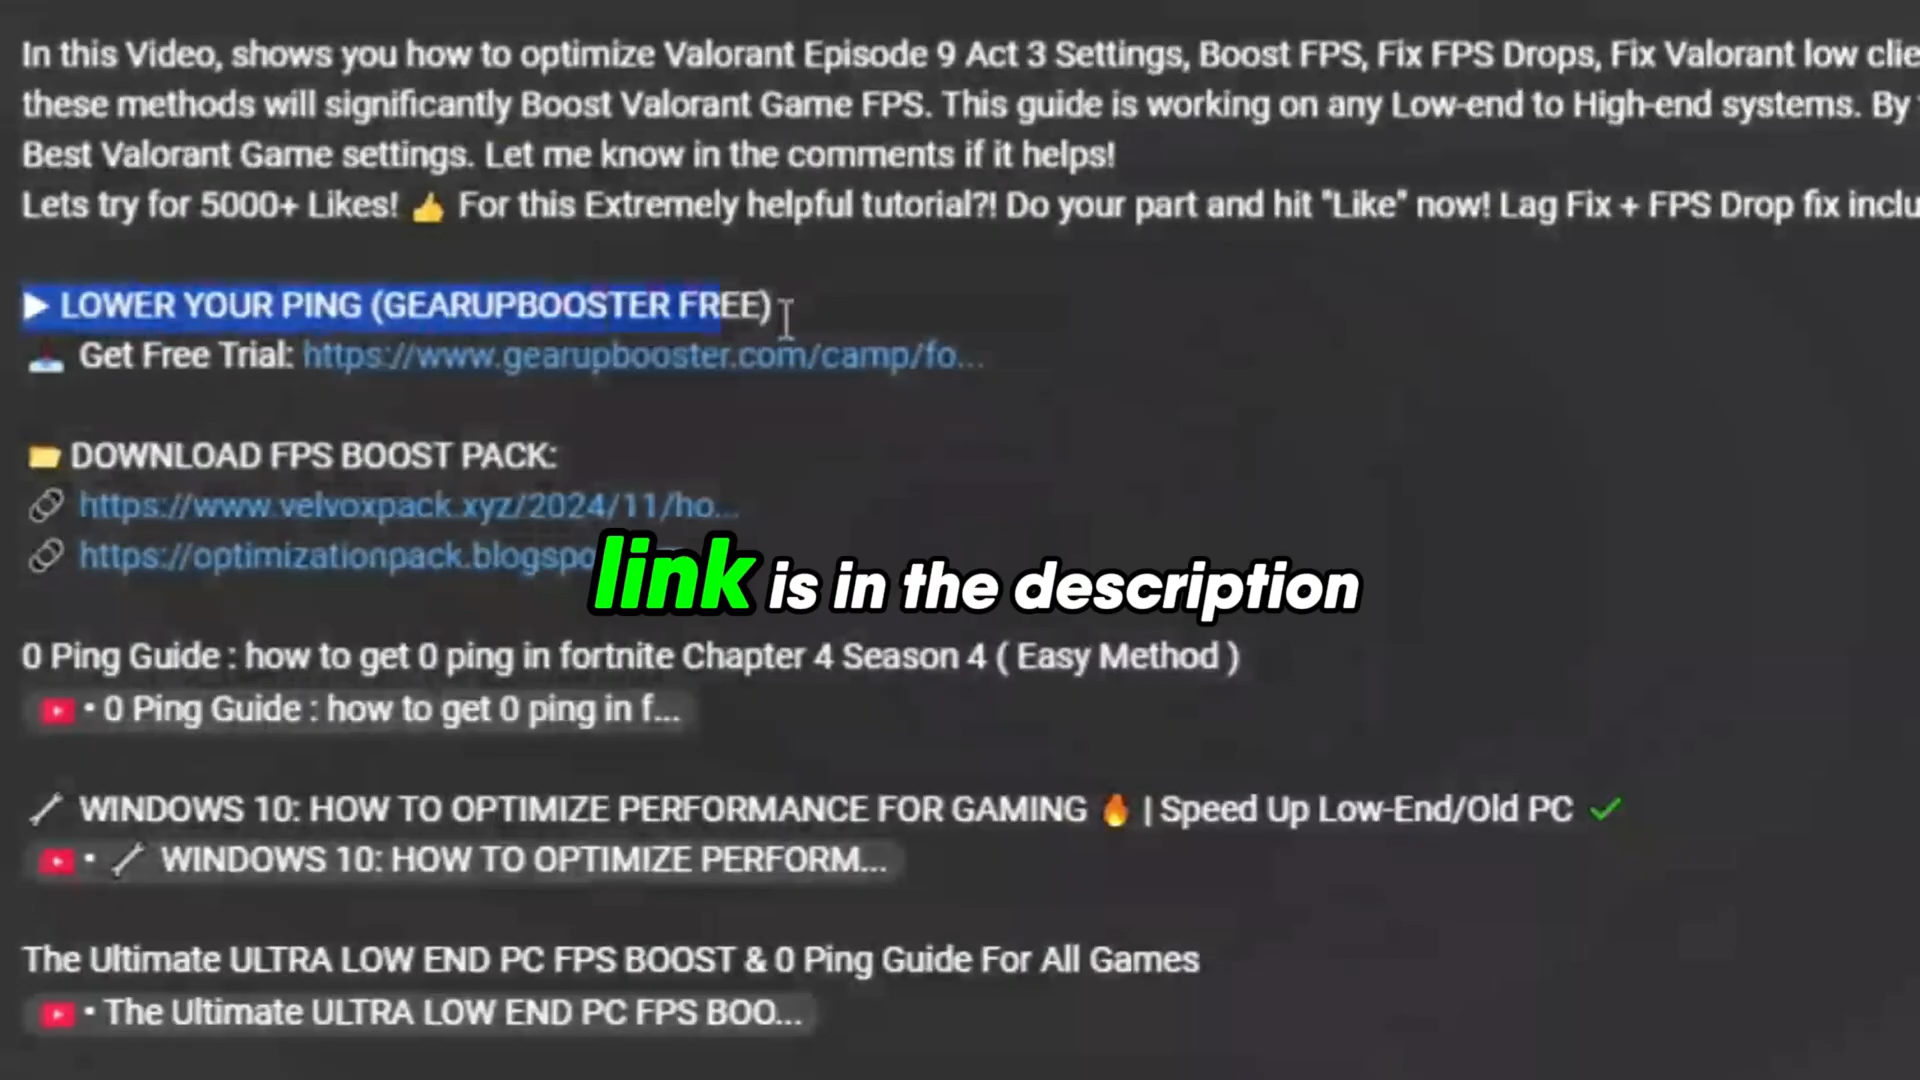 In this Video, shows you how to optimize Valorant Episode 9 Act 3 Settings, Boost FPS, Fix FPS Drops, Fix Valorant low clie
these methods will significantly Boost Valorant Game FPS. This guide is working on any Low-end to High-end systems. By
Best Valorant Game settings. Let me know in the comments if it helps!
Lets try for 5000+ Likes! 👍 For this Extremely helpful tutorial?! Do your part and hit "Like" now! Lag Fix + FPS Drop fix inclu
▶ LOWER YOUR PING (GEARUPBOOSTER FREE)
📥 Get Free Trial: https://www.gearupbooster.com/camp/fo...
📂 DOWNLOAD FPS BOOST PACK:
🔗 https://www.velvoxpack.xyz/2024/11/ho...
🔗 https://optimizationpack.blogspo
link is in the description
0 Ping Guide : how to get 0 ping in fortnite Chapter 4 Season 4 ( Easy Method )
• 0 Ping Guide : how to get 0 ping in f...
🔧 WINDOWS 10: HOW TO OPTIMIZE PERFORMANCE FOR GAMING 🔥 | Speed Up Low-End/Old PC ✔
• 🔧 WINDOWS 10: HOW TO OPTIMIZE PERFORM...
The Ultimate ULTRA LOW END PC FPS BOOST & 0 Ping Guide For All Games
• The Ultimate ULTRA LOW END PC FPS BOO...